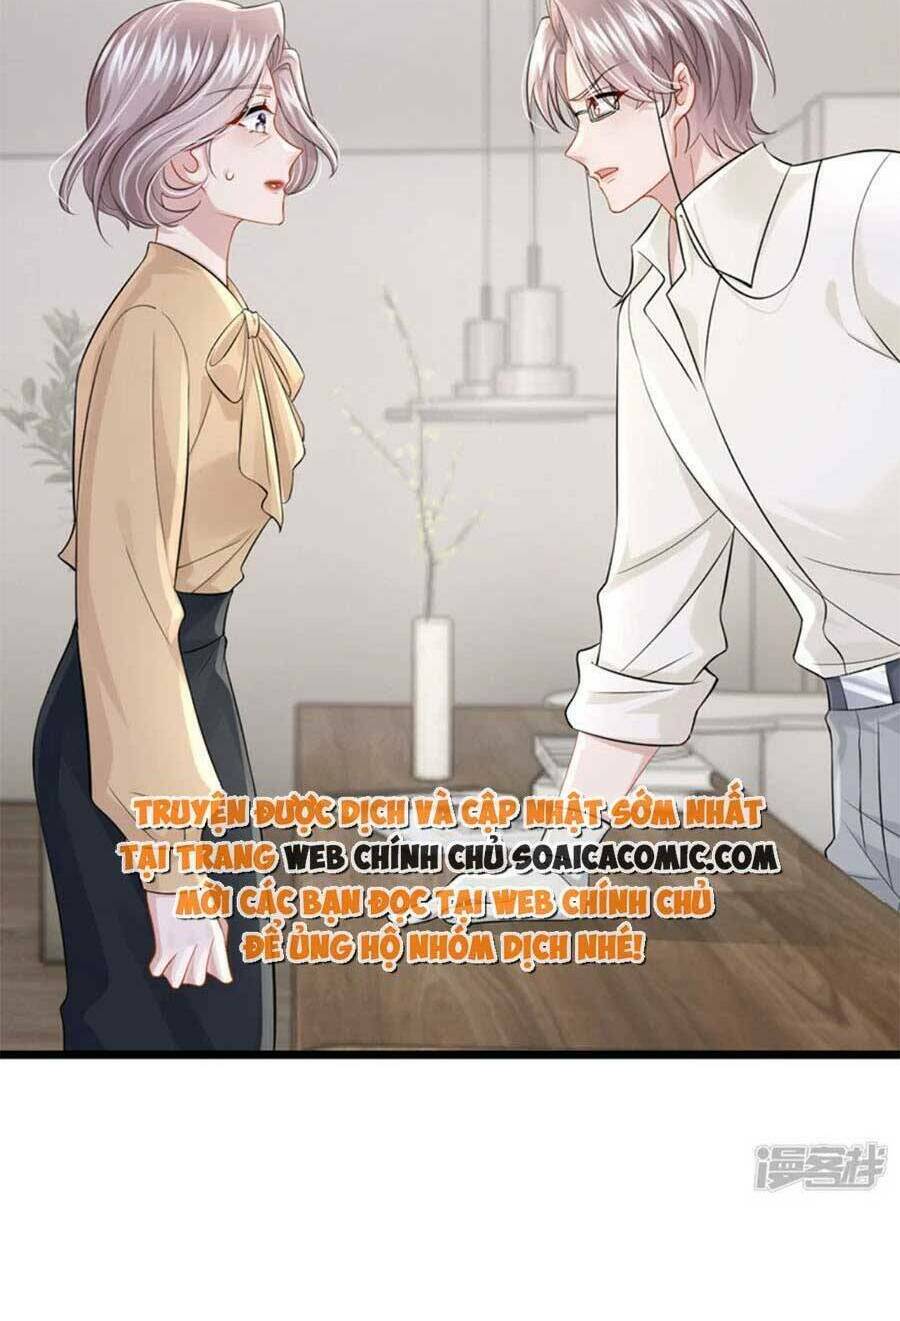 TRUYỆN ĐƯỢC DỊCH VÀ CẬP NHẬT SỚM NHẤT
TẠI TRANG WEB CHÍNH CHỦ SOAICACOMIC.COM
MỜI CÁC BẠN ĐỌC TẠI WEB CHÍNH CHỦ
ĐỂ ỦNG HỘ NHÓM DỊCH NHÉ!
漫客栈